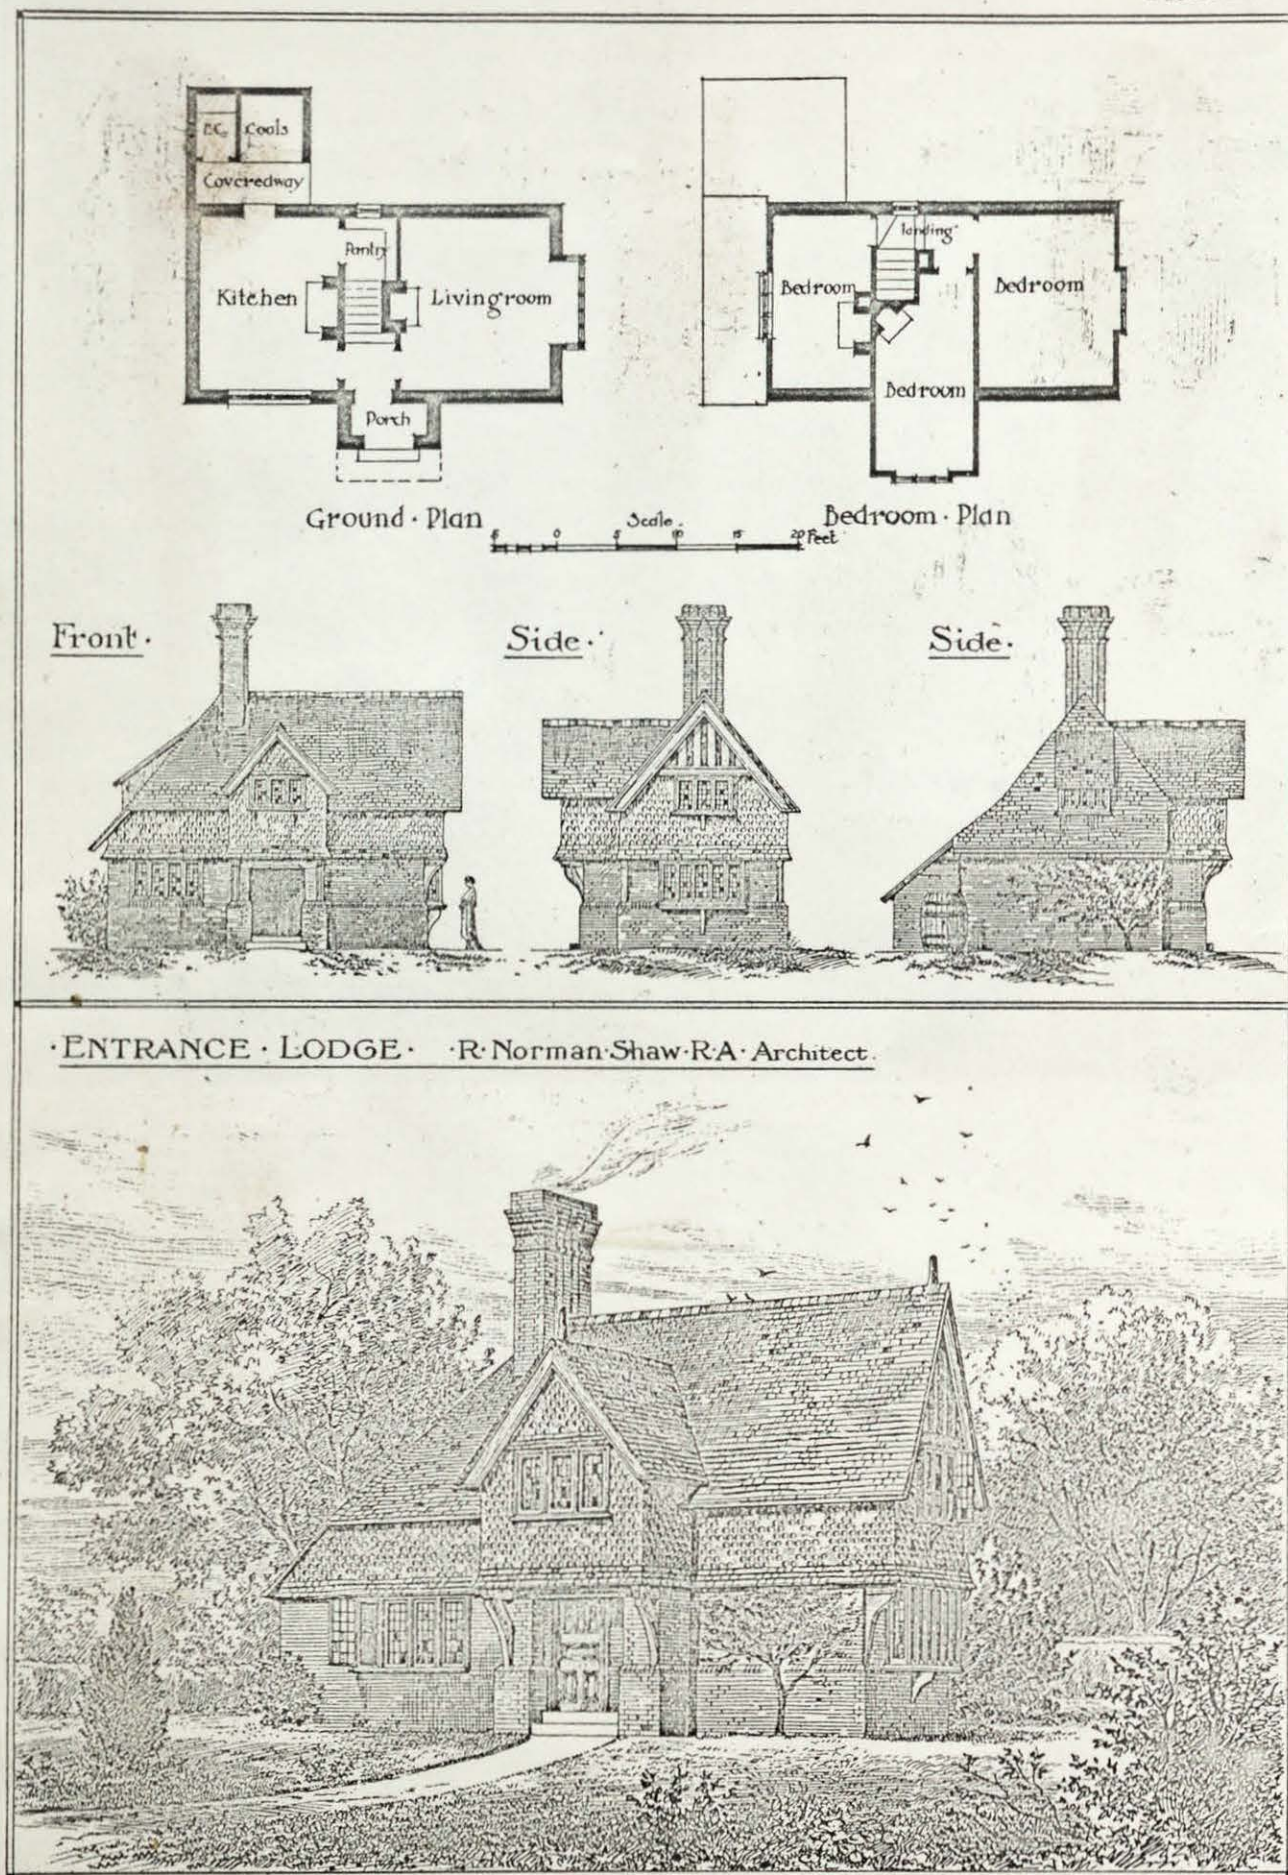 E.C. Coals
Coveredway
Pantry
Kitchen
Livingroom
Porch
Ground · Plan
landing
Bedroom
Bedroom
Bedroom
Bedroom · Plan
Scale.
5 0 5 10 15 20 Feet
Front ·
Side ·
Side ·
· ENTRANCE · LODGE · · R · Norman · Shaw · R · A · Architect .